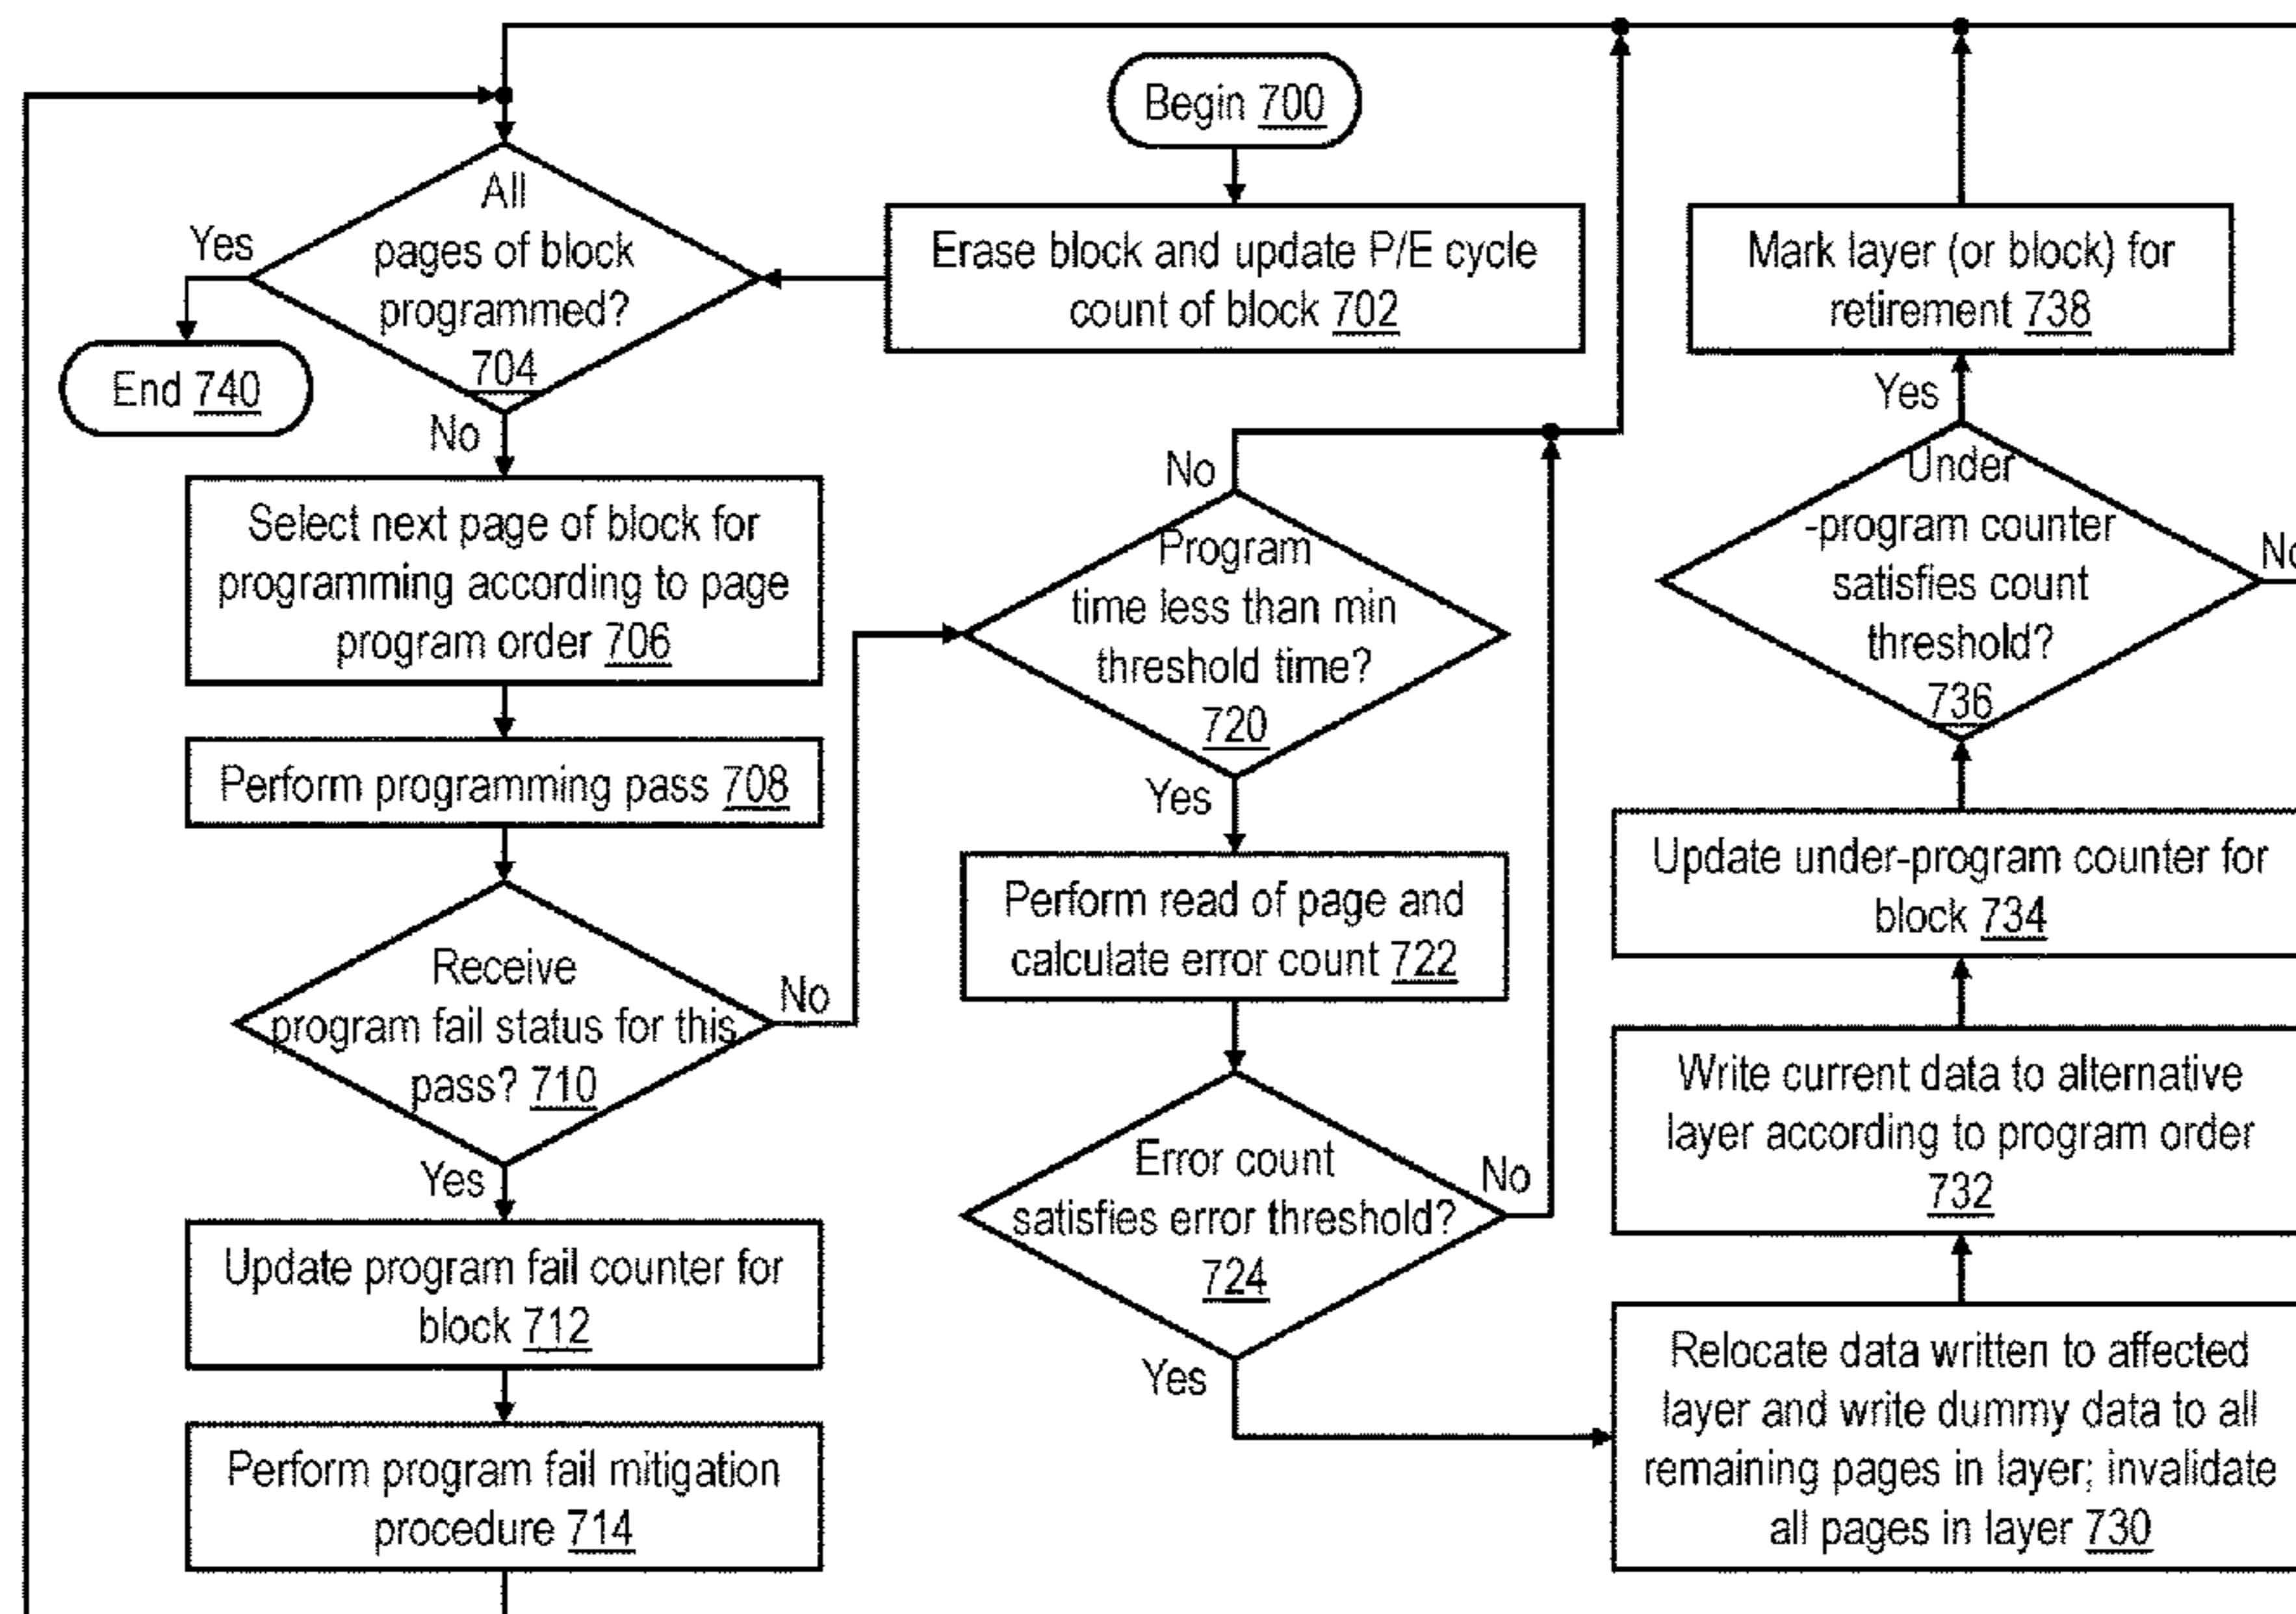 Begin 700
All
pages of block
programmed?
704
Yes
End 740
No
Erase block and update P/E cycle
count of block 702
Select next page of block for
programming according to page
program order 706
Perform programming pass 708
Receive
program fail status for this
pass? 710
No
Yes
Update program fail counter for
block 712
Perform program fail mitigation
procedure 714
No
Program
time less than min
threshold time?
720
Yes
Perform read of page and
calculate error count 722
Error count
satisfies error threshold?
724
No
Yes
Relocate data written to affected
layer and write dummy data to all
remaining pages in layer; invalidate
all pages in layer 730
Write current data to alternative
layer according to program order
732
Update under-program counter for
block 734
Under
-program counter
satisfies count
threshold?
736
No
Yes
Mark layer (or block) for
retirement 738